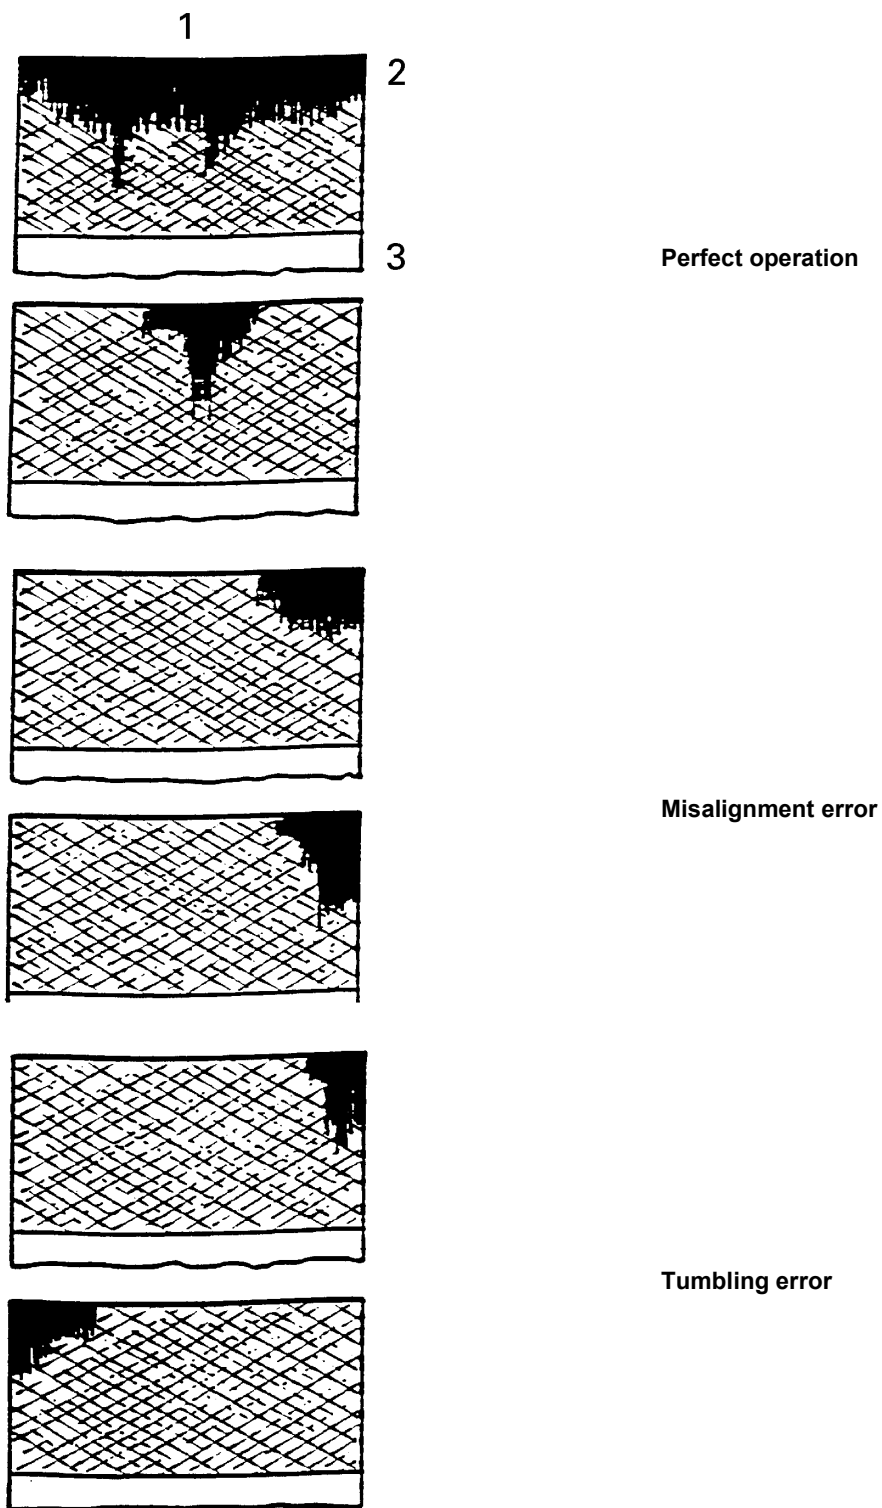 1
2
3
Perfect operation
Misalignment error
Tumbling error